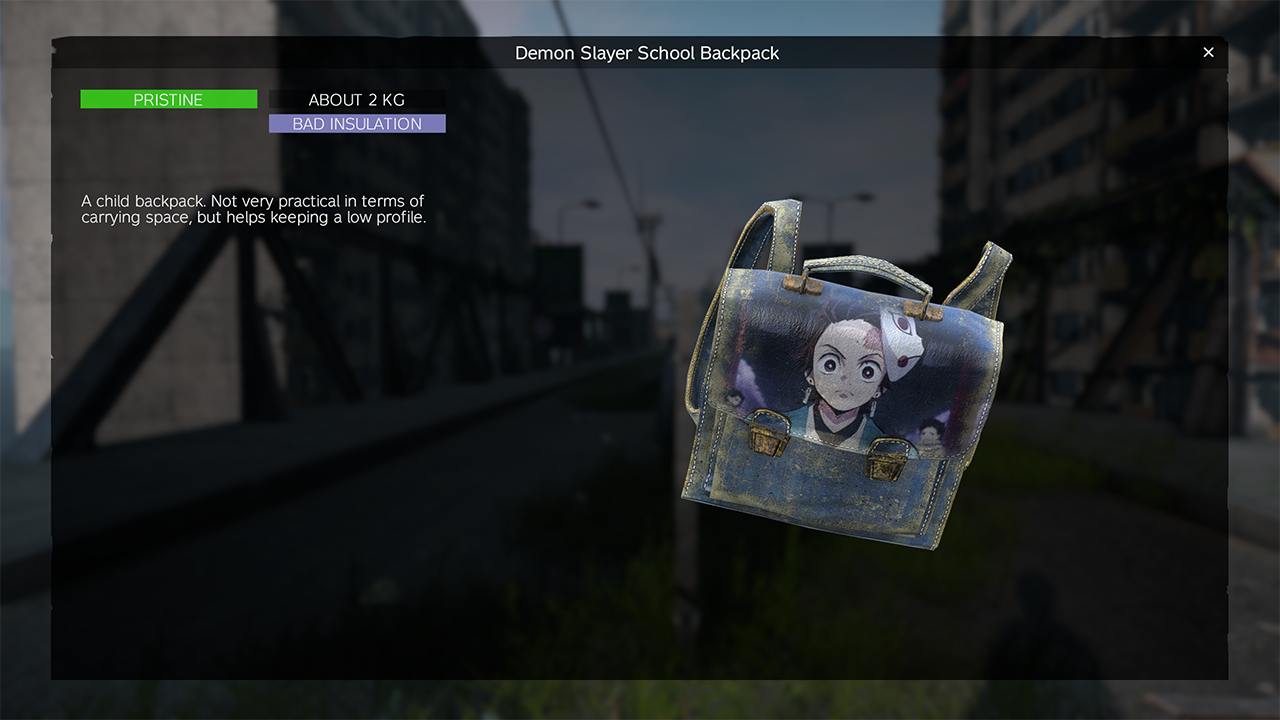 Demon Slayer School Backpack
PRISTINE
ABOUT 2 KG
BAD INSULATION
A child backpack. Not very practical in terms of
carrying space, but helps keeping a low profile.